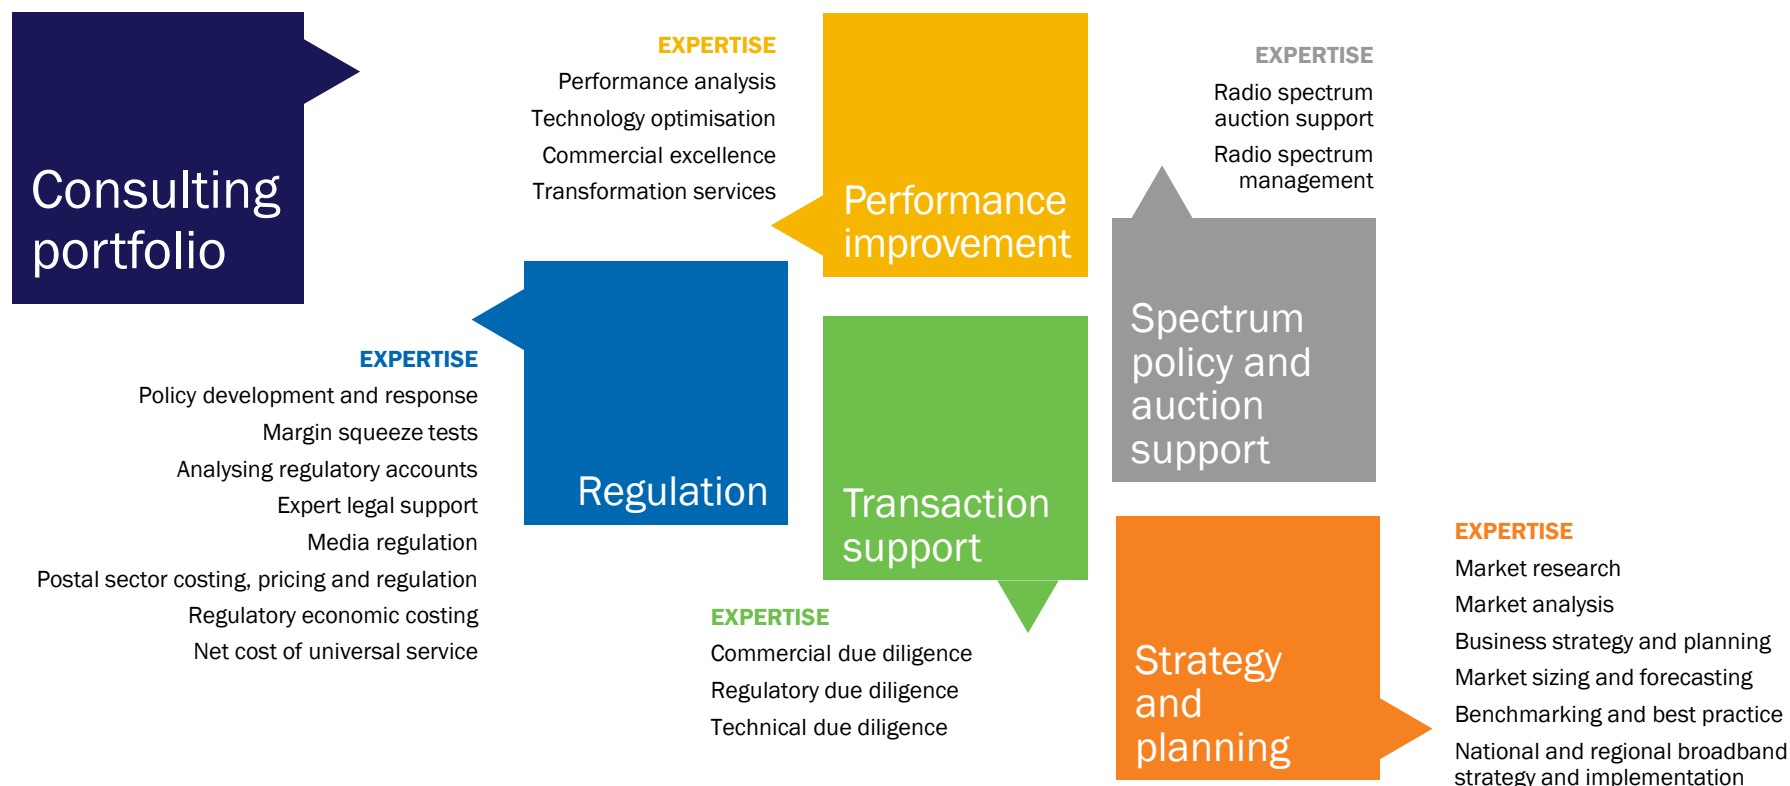 Consulting
portfolio
EXPERTISE
Performance analysis
Technology optimisation
Commercial excellence
Transformation services
Performance
improvement
EXPERTISE
Radio spectrum
auction support
Radio spectrum
management
Spectrum
policy and
auction
support
Regulation
EXPERTISE
Policy development and response
Margin squeeze tests
Analysing regulatory accounts
Expert legal support
Media regulation
Postal sector costing, pricing and regulation
Regulatory economic costing
Net cost of universal service
Transaction
support
EXPERTISE
Commercial due diligence
Regulatory due diligence
Technical due diligence
Strategy
and
planning
EXPERTISE
Market research
Market analysis
Business strategy and planning
Market sizing and forecasting
Benchmarking and best practice
National and regional broadband
strategy and implementation